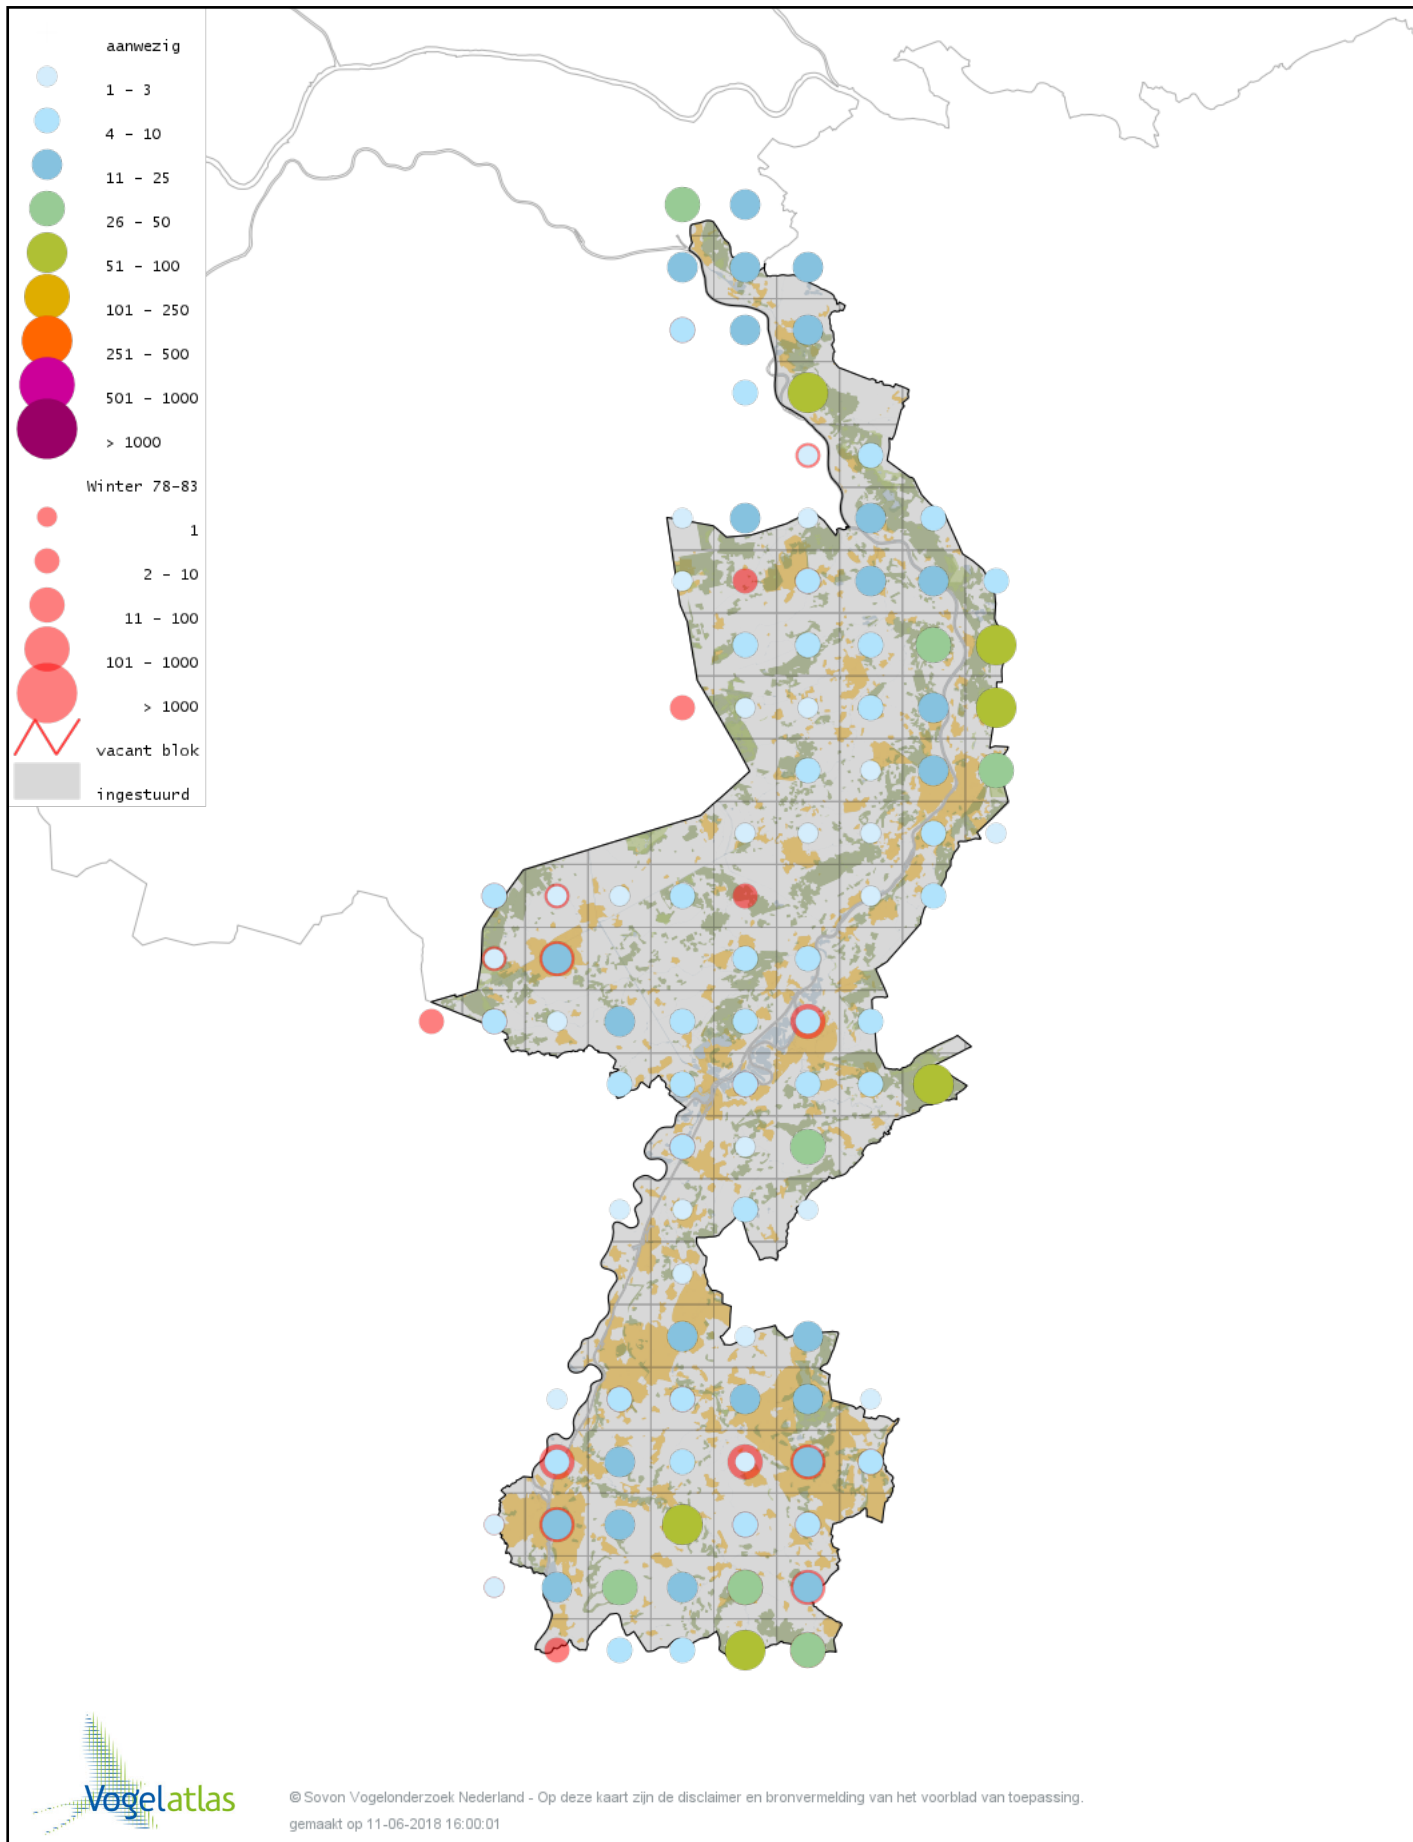 aanwezig
1 - 3
4 - 10
11 - 25
26 - 50
51 - 100
101 - 250
251 - 500
501 - 1000
> 1000
Winter 78-83
1
2 - 10
11 - 100
101 - 1000
> 1000
vacant blok
ingestuurd
Vogelatlas
© Sovon Vogelonderzoek Nederland - Op deze kaart zijn de disclaimer en bronvermelding van het voorblad van toepassing.
gemaakt op 11-06-2018 16:00:01